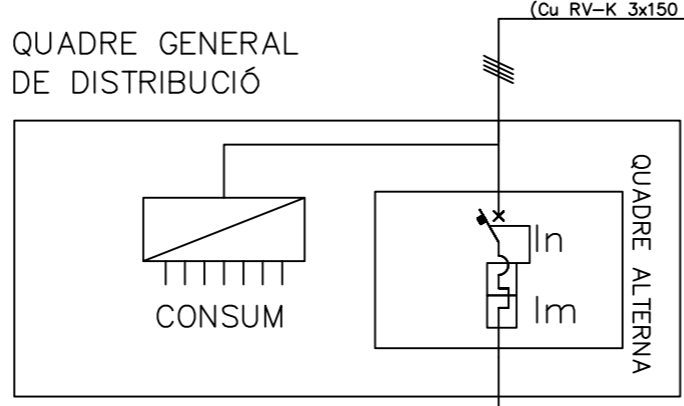 (Cu RV-K 3x150
QUADRE GENERAL
DE DISTRIBUCIÓ
QUADRE ALTERNA
In
Im
CONSUM